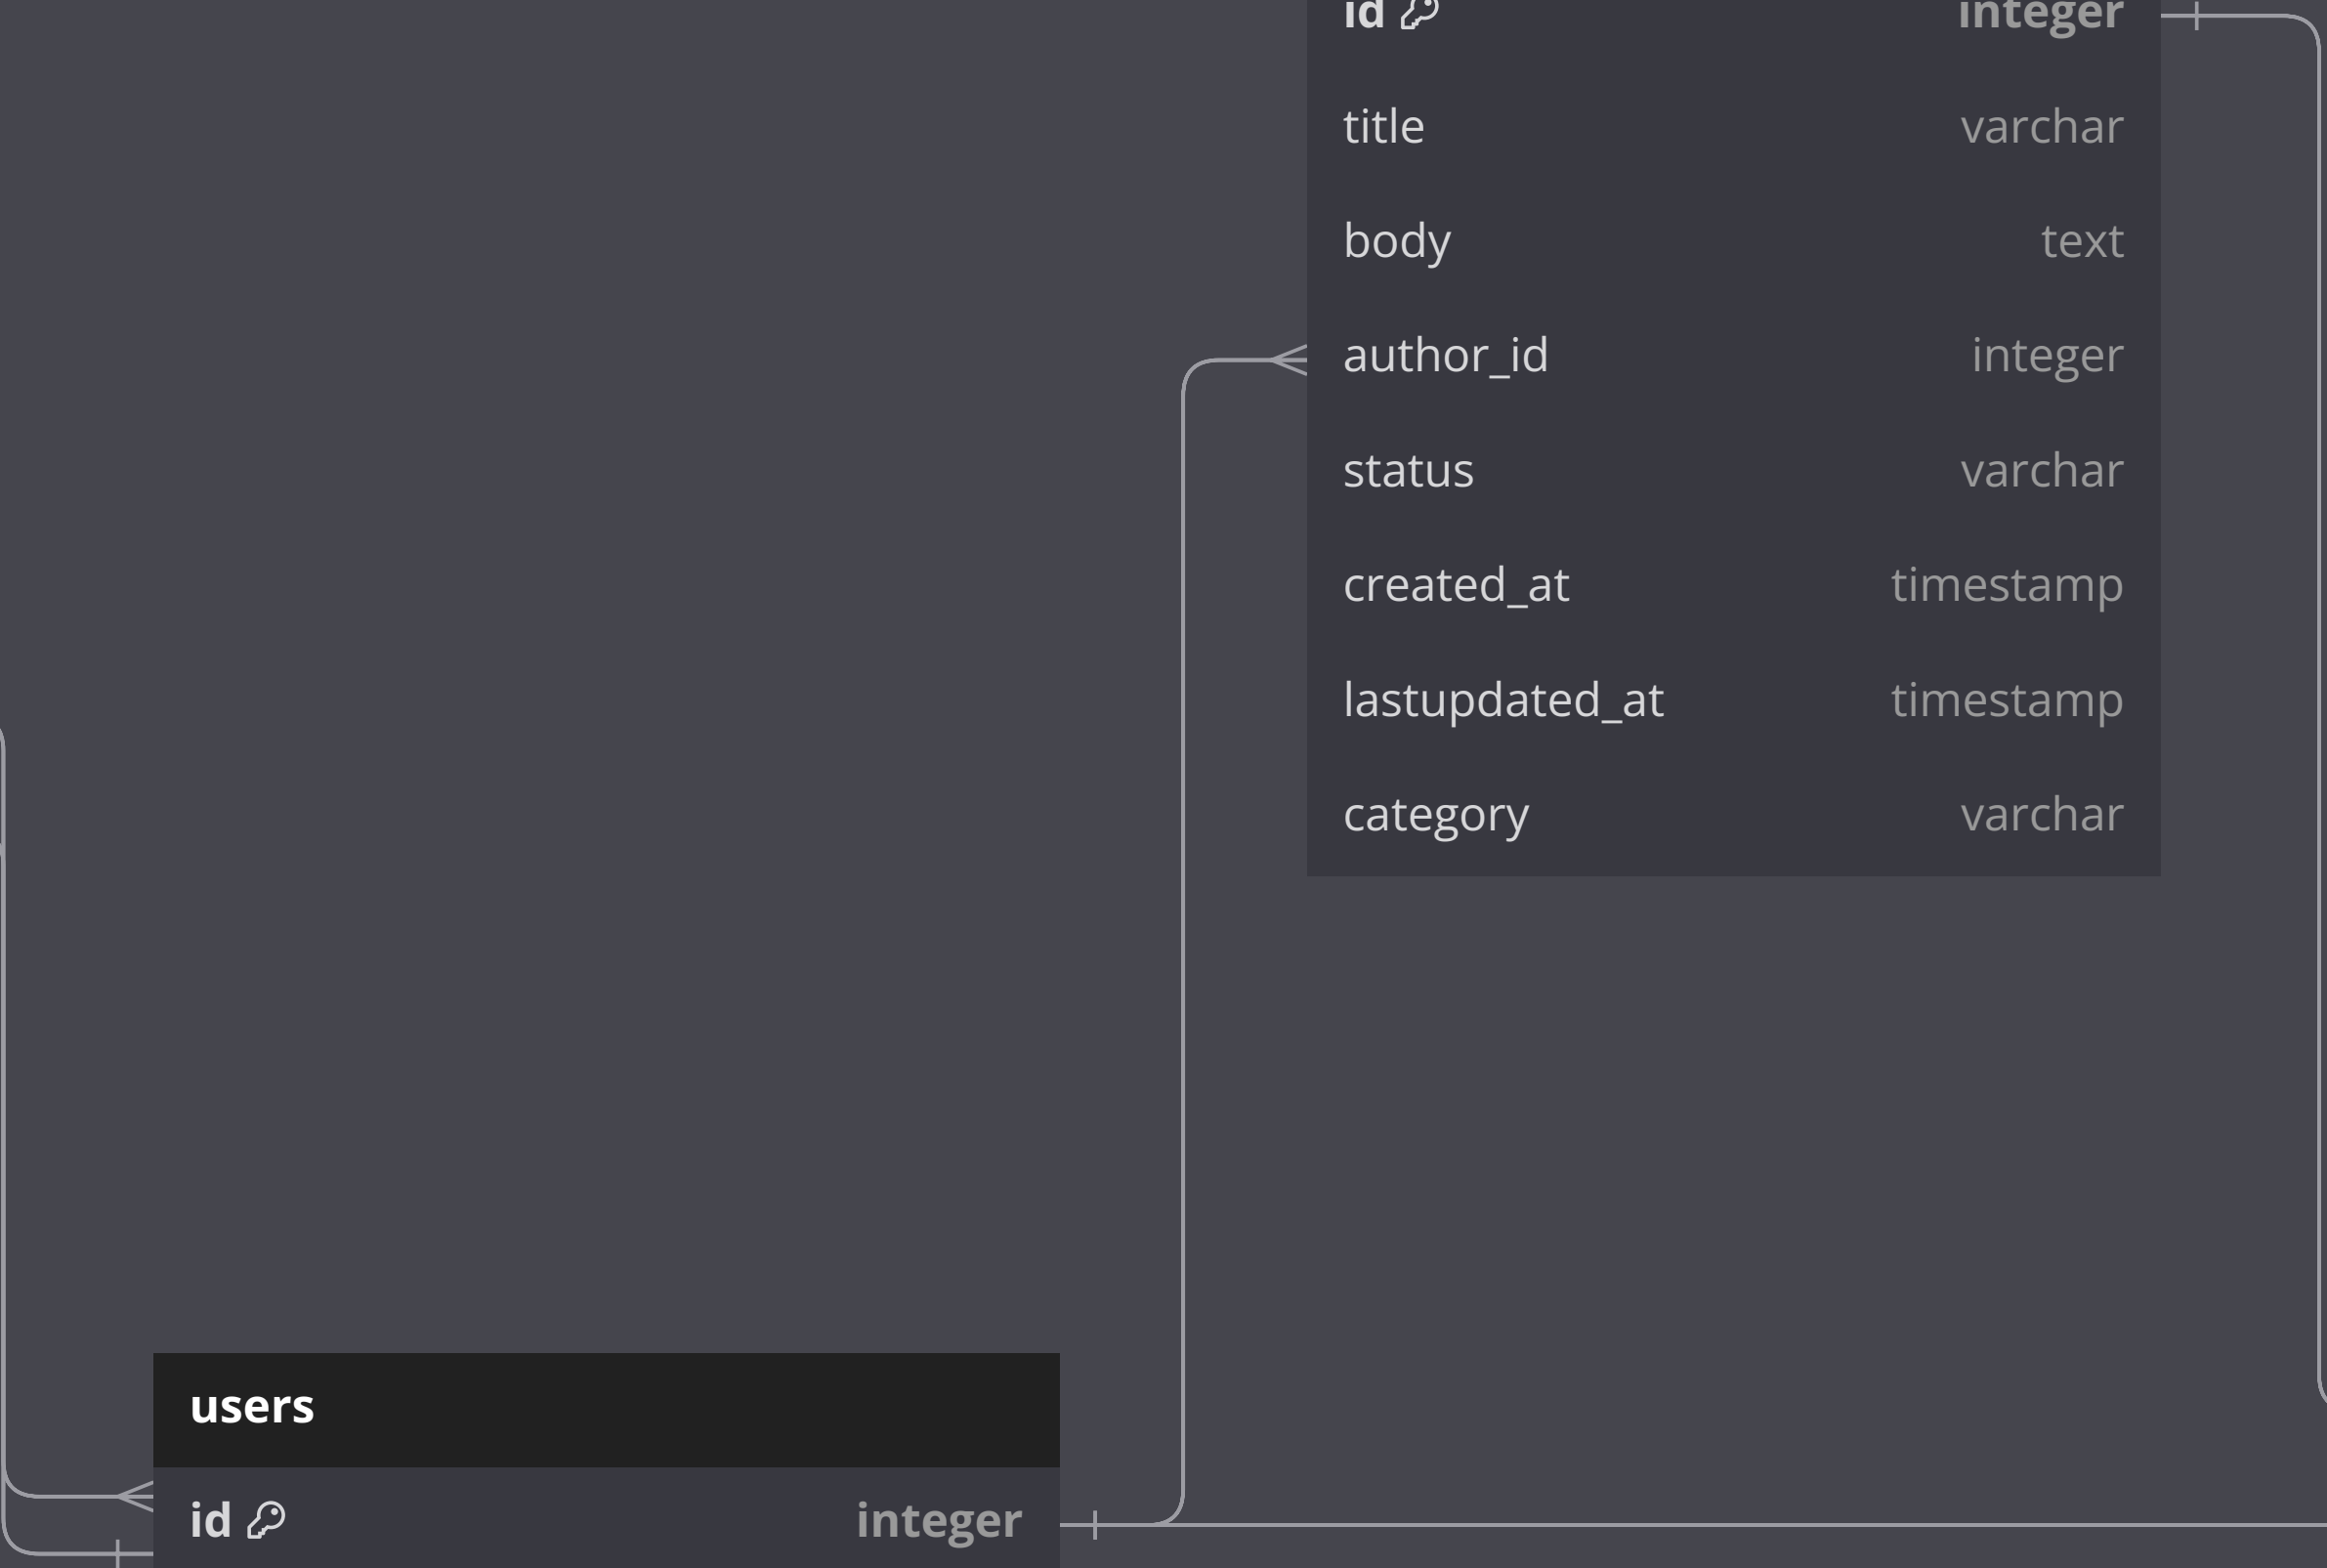 id integer
title varchar
body text
author_id integer
status varchar
created_at timestamp
lastupdated_at timestamp
category varchar
users
id integer